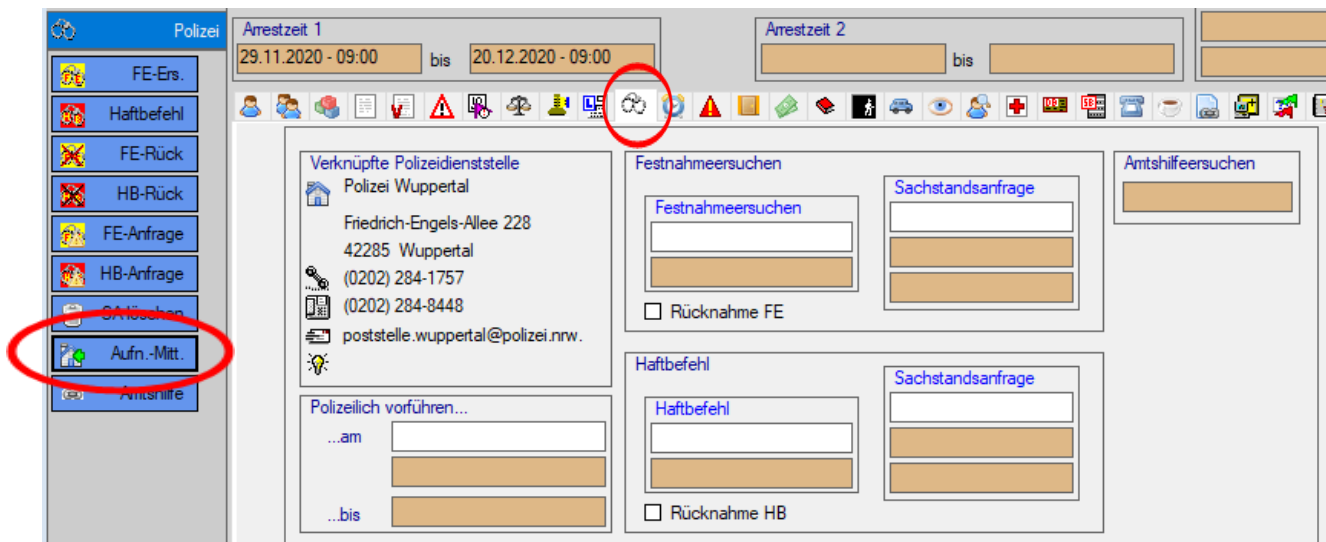 Polizei
FE-Ers.
Haftbefehl
FE-Rück
HB-Rück
FE-Anfrage
HB-Anfrage
SA löschen
Aufn.-Mitt.
Amtshilfe
Arrestzeit 1
29.11.2020 - 09:00 bis 20.12.2020 - 09:00
Arrestzeit 2
bis
Verknüpfte Polizeidienststelle
Polizei Wuppertal
Friedrich-Engels-Allee 228
42285 Wuppertal
(0202) 284-1757
(0202) 284-8448
poststelle.wuppertal@polizei.nrw.
Polizeilich vorführen...
...am
...bis
Festnahmeersuchen
Festnahmeersuchen
Sachstandsanfrage
Rücknahme FE
Haftbefehl
Haftbefehl
Sachstandsanfrage
Rücknahme HB
Amtshilfeersuchen